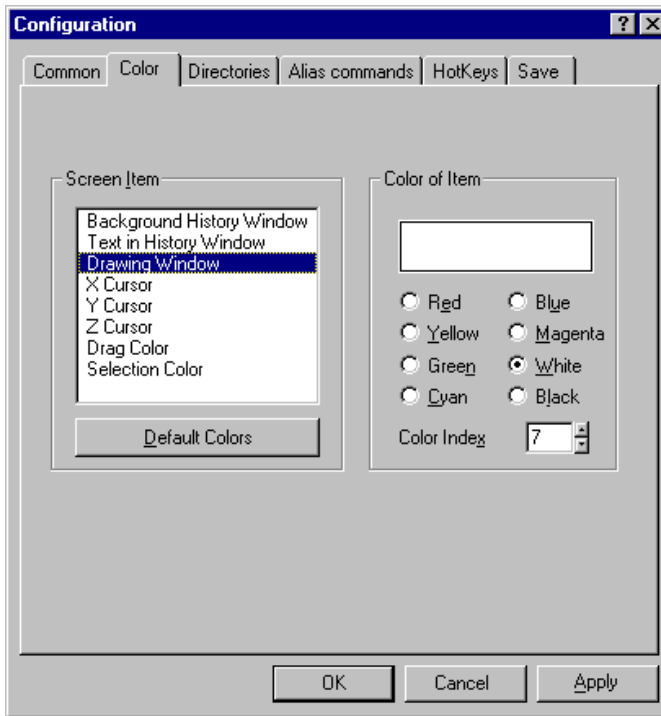 Configuration
Common Color Directories Alias commands HotKeys Save
Screen Item
Background History Window
Text in History Window
Drawing Window
X Cursor
Y Cursor
Z Cursor
Drag Color
Selection Color
Default Colors
Color of Item
Red Blue
Yellow Magenta
Green White
Cyan Black
Color Index 7
OK Cancel Apply